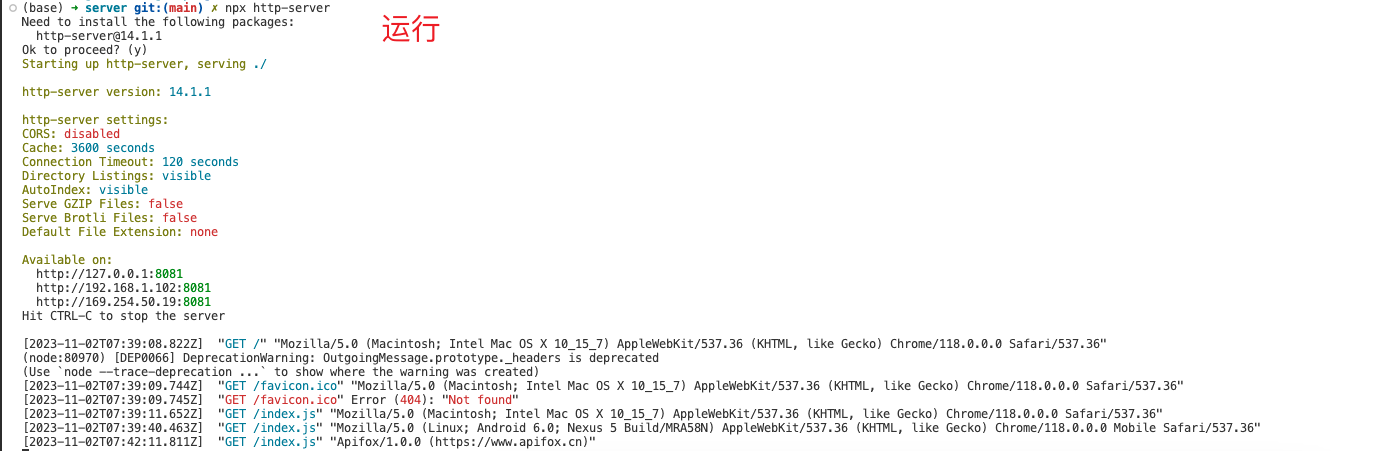 (base) ➜ server git:(main) ✗ npx http-server
运行
Need to install the following packages:
http-server@14.1.1
Ok to proceed? (y)
Starting up http-server, serving ./
http-server version: 14.1.1
http-server settings:
CORS: disabled
Cache: 3600 seconds
Connection Timeout: 120 seconds
Directory Listings: visible
AutoIndex: visible
Serve GZIP Files: false
Serve Brotli Files: false
Default File Extension: none
Available on:
http://127.0.0.1:8081
http://192.168.1.102:8081
http://169.254.50.19:8081
Hit CTRL-C to stop the server
[2023-11-02T07:39:08.822Z] "GET /" "Mozilla/5.0 (Macintosh; Intel Mac OS X 10_15_7) AppleWebKit/537.36 (KHTML, like Gecko) Chrome/118.0.0.0 Safari/537.36"
(node:80970) [DEP0066] DeprecationWarning: OutgoingMessage.prototype._headers is deprecated
(Use `node --trace-deprecation ...` to show where the warning was created)
[2023-11-02T07:39:09.744Z] "GET /favicon.ico" "Mozilla/5.0 (Macintosh; Intel Mac OS X 10_15_7) AppleWebKit/537.36 (KHTML, like Gecko) Chrome/118.0.0.0 Safari/537.36"
[2023-11-02T07:39:09.745Z] "GET /favicon.ico" Error (404): "Not found"
[2023-11-02T07:39:11.652Z] "GET /index.js" "Mozilla/5.0 (Macintosh; Intel Mac OS X 10_15_7) AppleWebKit/537.36 (KHTML, like Gecko) Chrome/118.0.0.0 Safari/537.36"
[2023-11-02T07:39:40.463Z] "GET /index.js" "Mozilla/5.0 (Linux; Android 6.0; Nexus 5 Build/MRA58N) AppleWebKit/537.36 (KHTML, like Gecko) Chrome/118.0.0.0 Mobile Safari/537.36"
[2023-11-02T07:42:11.811Z] "GET /index.js" "Apifox/1.0.0 (https://www.apifox.cn)"